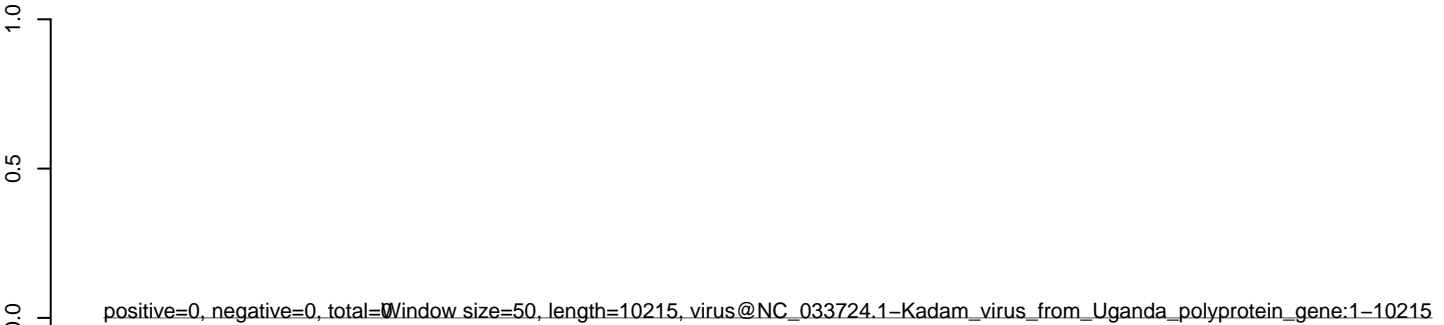 1.0
0.5
0.0
positive=0, negative=0, total=0
Window size=50, length=10215, virus@NC_033724.1−Kadam_virus_from_Uganda_polyprotein_gene:1−10215